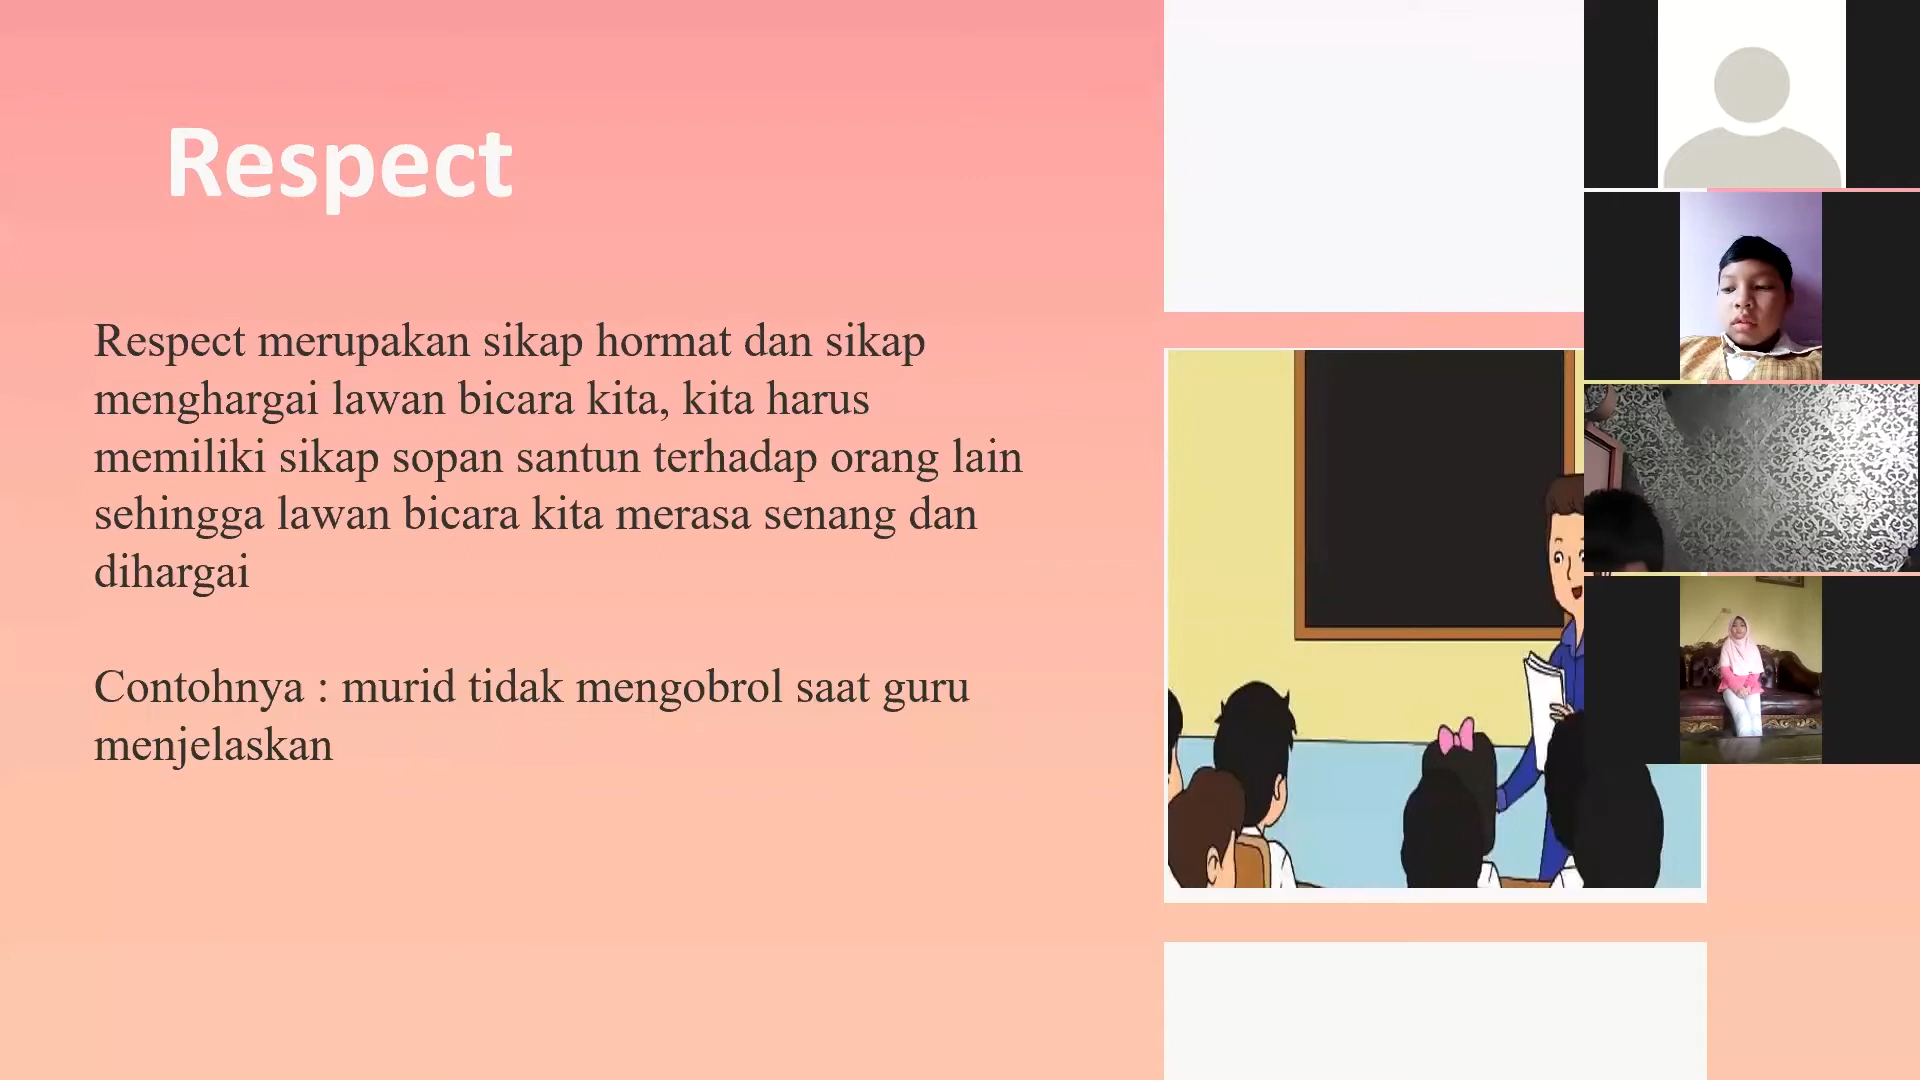 Respect
Respect merupakan sikap hormat dan sikap
menghargai lawan bicara kita, kita harus
memiliki sikap sopan santun terhadap orang lain
sehingga lawan bicara kita merasa senang dan
dihargai
Contohnya : murid tidak mengobrol saat guru
menjelaskan